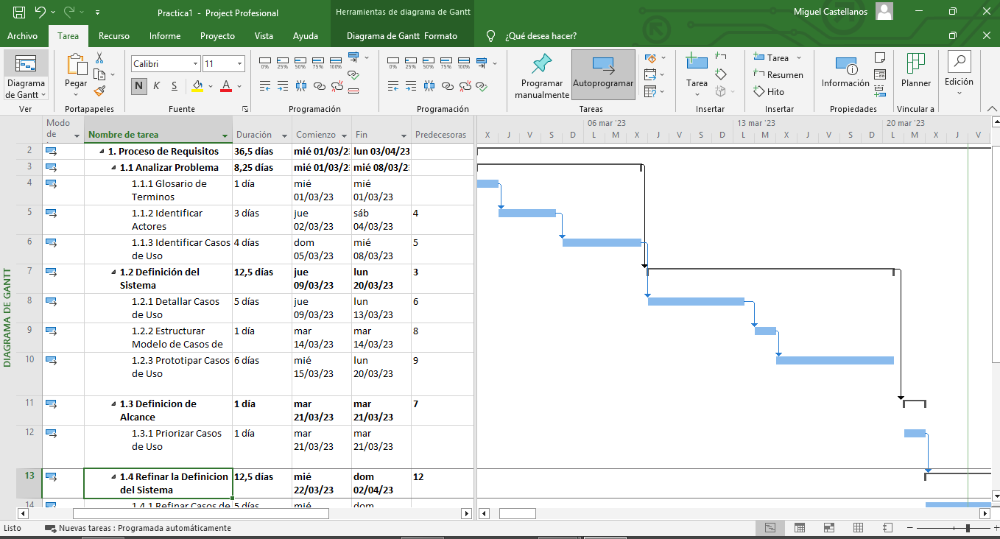 Practica1 - Project Profesional
Herramientas de diagrama de Gantt
Miguel Castellanos
Archivo Tarea Recurso Informe Proyecto Vista Ayuda Diagrama de Gantt Formato ¿Qué desea hacer?
Diagrama de Gantt
Ver
Pegar
Portapapeles
Calibri 11
N K S A
Fuente
0% 25% 50% 75% 100%
Programación
0% 25% 50% 75% 100%
Programación
Programar manualmente
Autoprogramar
Tareas
Tarea
Insertar
Tarea
Resumen
Hito
Insertar
Información
Propiedades
Planner
Vincular a
Edición
Modo de Nombre de tarea Duración Comienzo Fin Predecesoras
06 mar '23 13 mar '23 20 mar '23
X J V S D L M X J V S D L M X J V S D L M X J V
2 1. Proceso de Requisitos 36,5 días mié 01/03/2 lun 03/04/23
3 1.1 Analizar Problema 8,25 días mié 01/03/2 mié 08/03/2
4 1.1.1 Glosario de 1 día mié mié
Terminos 01/03/23 01/03/23
5 1.1.2 Identificar 3 días jue sáb 4
Actores 02/03/23 04/03/23
6 1.1.3 Identificar Casos 4 días dom mié 5
de Uso 05/03/23 08/03/23
7 1.2 Definición del 12,5 días jue lun 3
Sistema 09/03/23 20/03/23
8 1.2.1 Detallar Casos 5 días jue lun 6
de Uso 09/03/23 13/03/23
9 1.2.2 Estructurar 1 día mar mar 8
Modelo de Casos de 14/03/23 14/03/23
10 1.2.3 Prototipar Casos 6 días mié lun 9
de Uso 15/03/23 20/03/23
11 1.3 Definicion de 1 día mar mar 7
Alcance 21/03/23 21/03/23
12 1.3.1 Priorizar Casos 1 día mar mar
de Uso 21/03/23 21/03/23
13 1.4 Refinar la Definicion 12,5 días mié dom 12
del Sistema 22/03/23 02/04/23
14 1.4.1 Refinar Casos de 5 días mié dom
DIAGRAMA DE GANTT
Listo Nuevas tareas : Programada automáticamente